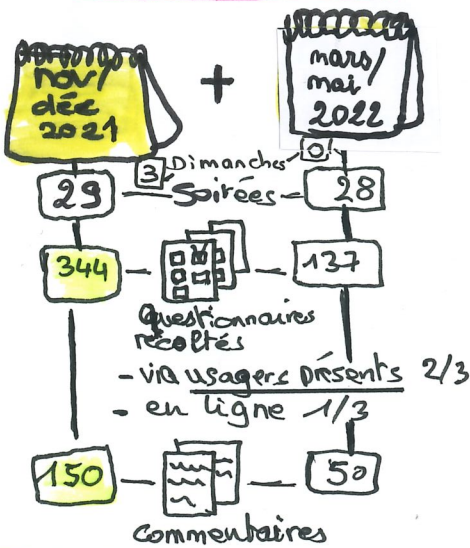 nov/
déc
2021
+
mars/
mai
2022
3 Dimanches 0
29 Soirées 28
344 137
Questionnaires
récoltés
- via usagers présents 2/3
- en ligne 1/3
150 50
commentaires